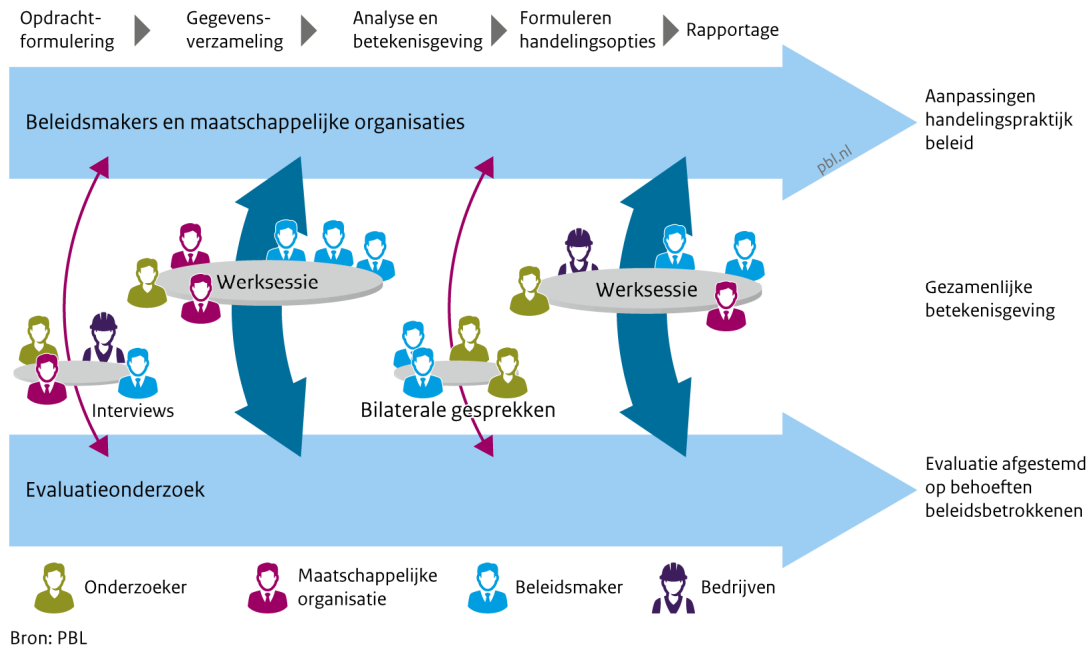 Opdracht-
formulering
Gegevens-
verzameling
Analyse en
betekenisgeving
Formuleren
handelingsopties
Rapportage
Beleidsmakers en maatschappelijke organisaties
pbl.nl
Aanpassingen
handelingspraktijk
beleid
Werksessie
Werksessie
Gezamenlijke
betekenisgeving
Interviews
Bilaterale gesprekken
Evaluatieonderzoek
Evaluatie afgestemd
op behoeften
beleidsbetrokkenen
Onderzoeker
Maatschappelijke
organisatie
Beleidsmaker
Bedrijven
Bron: PBL